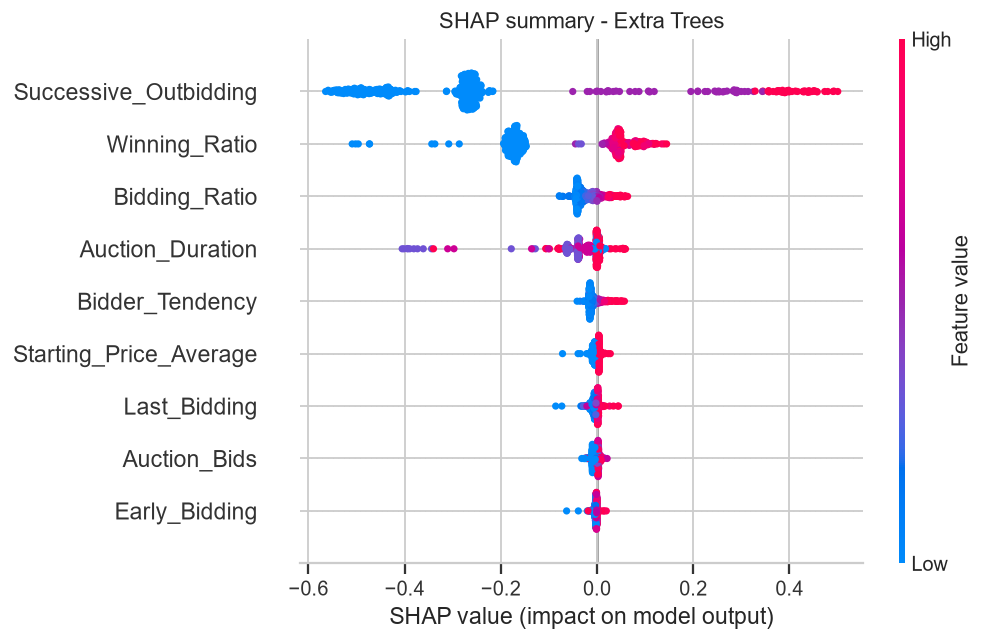 SHAP summary - Extra Trees
High
Successive_Outbidding
Winning_Ratio
Bidding_Ratio
Auction_Duration
Bidder_Tendency
Starting_Price_Average
Last_Bidding
Auction_Bids
Early_Bidding
Feature value
Low
−0.6 −0.4 −0.2 0.0 0.2 0.4
SHAP value (impact on model output)